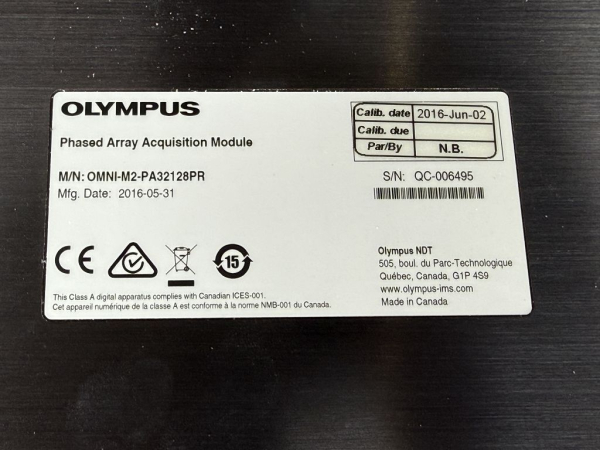 OLYMPUS
Phased Array Acquisition Module
M/N: OMNI-M2-PA32128PR
Mfg. Date: 2016-05-31
Calib. date 2016-Jun-02
Calib. due
Par/By N.B.
S/N: QC-006495
CE
15
Olympus NDT
505, boul. du Parc-Technologique
Québec, Canada, G1P 4S9
www.olympus-ims.com
Made in Canada
This Class A digital apparatus complies with Canadian ICES-001.
Cet appareil numérique de la classe A est conforme à la norme NMB-001 du Canada.